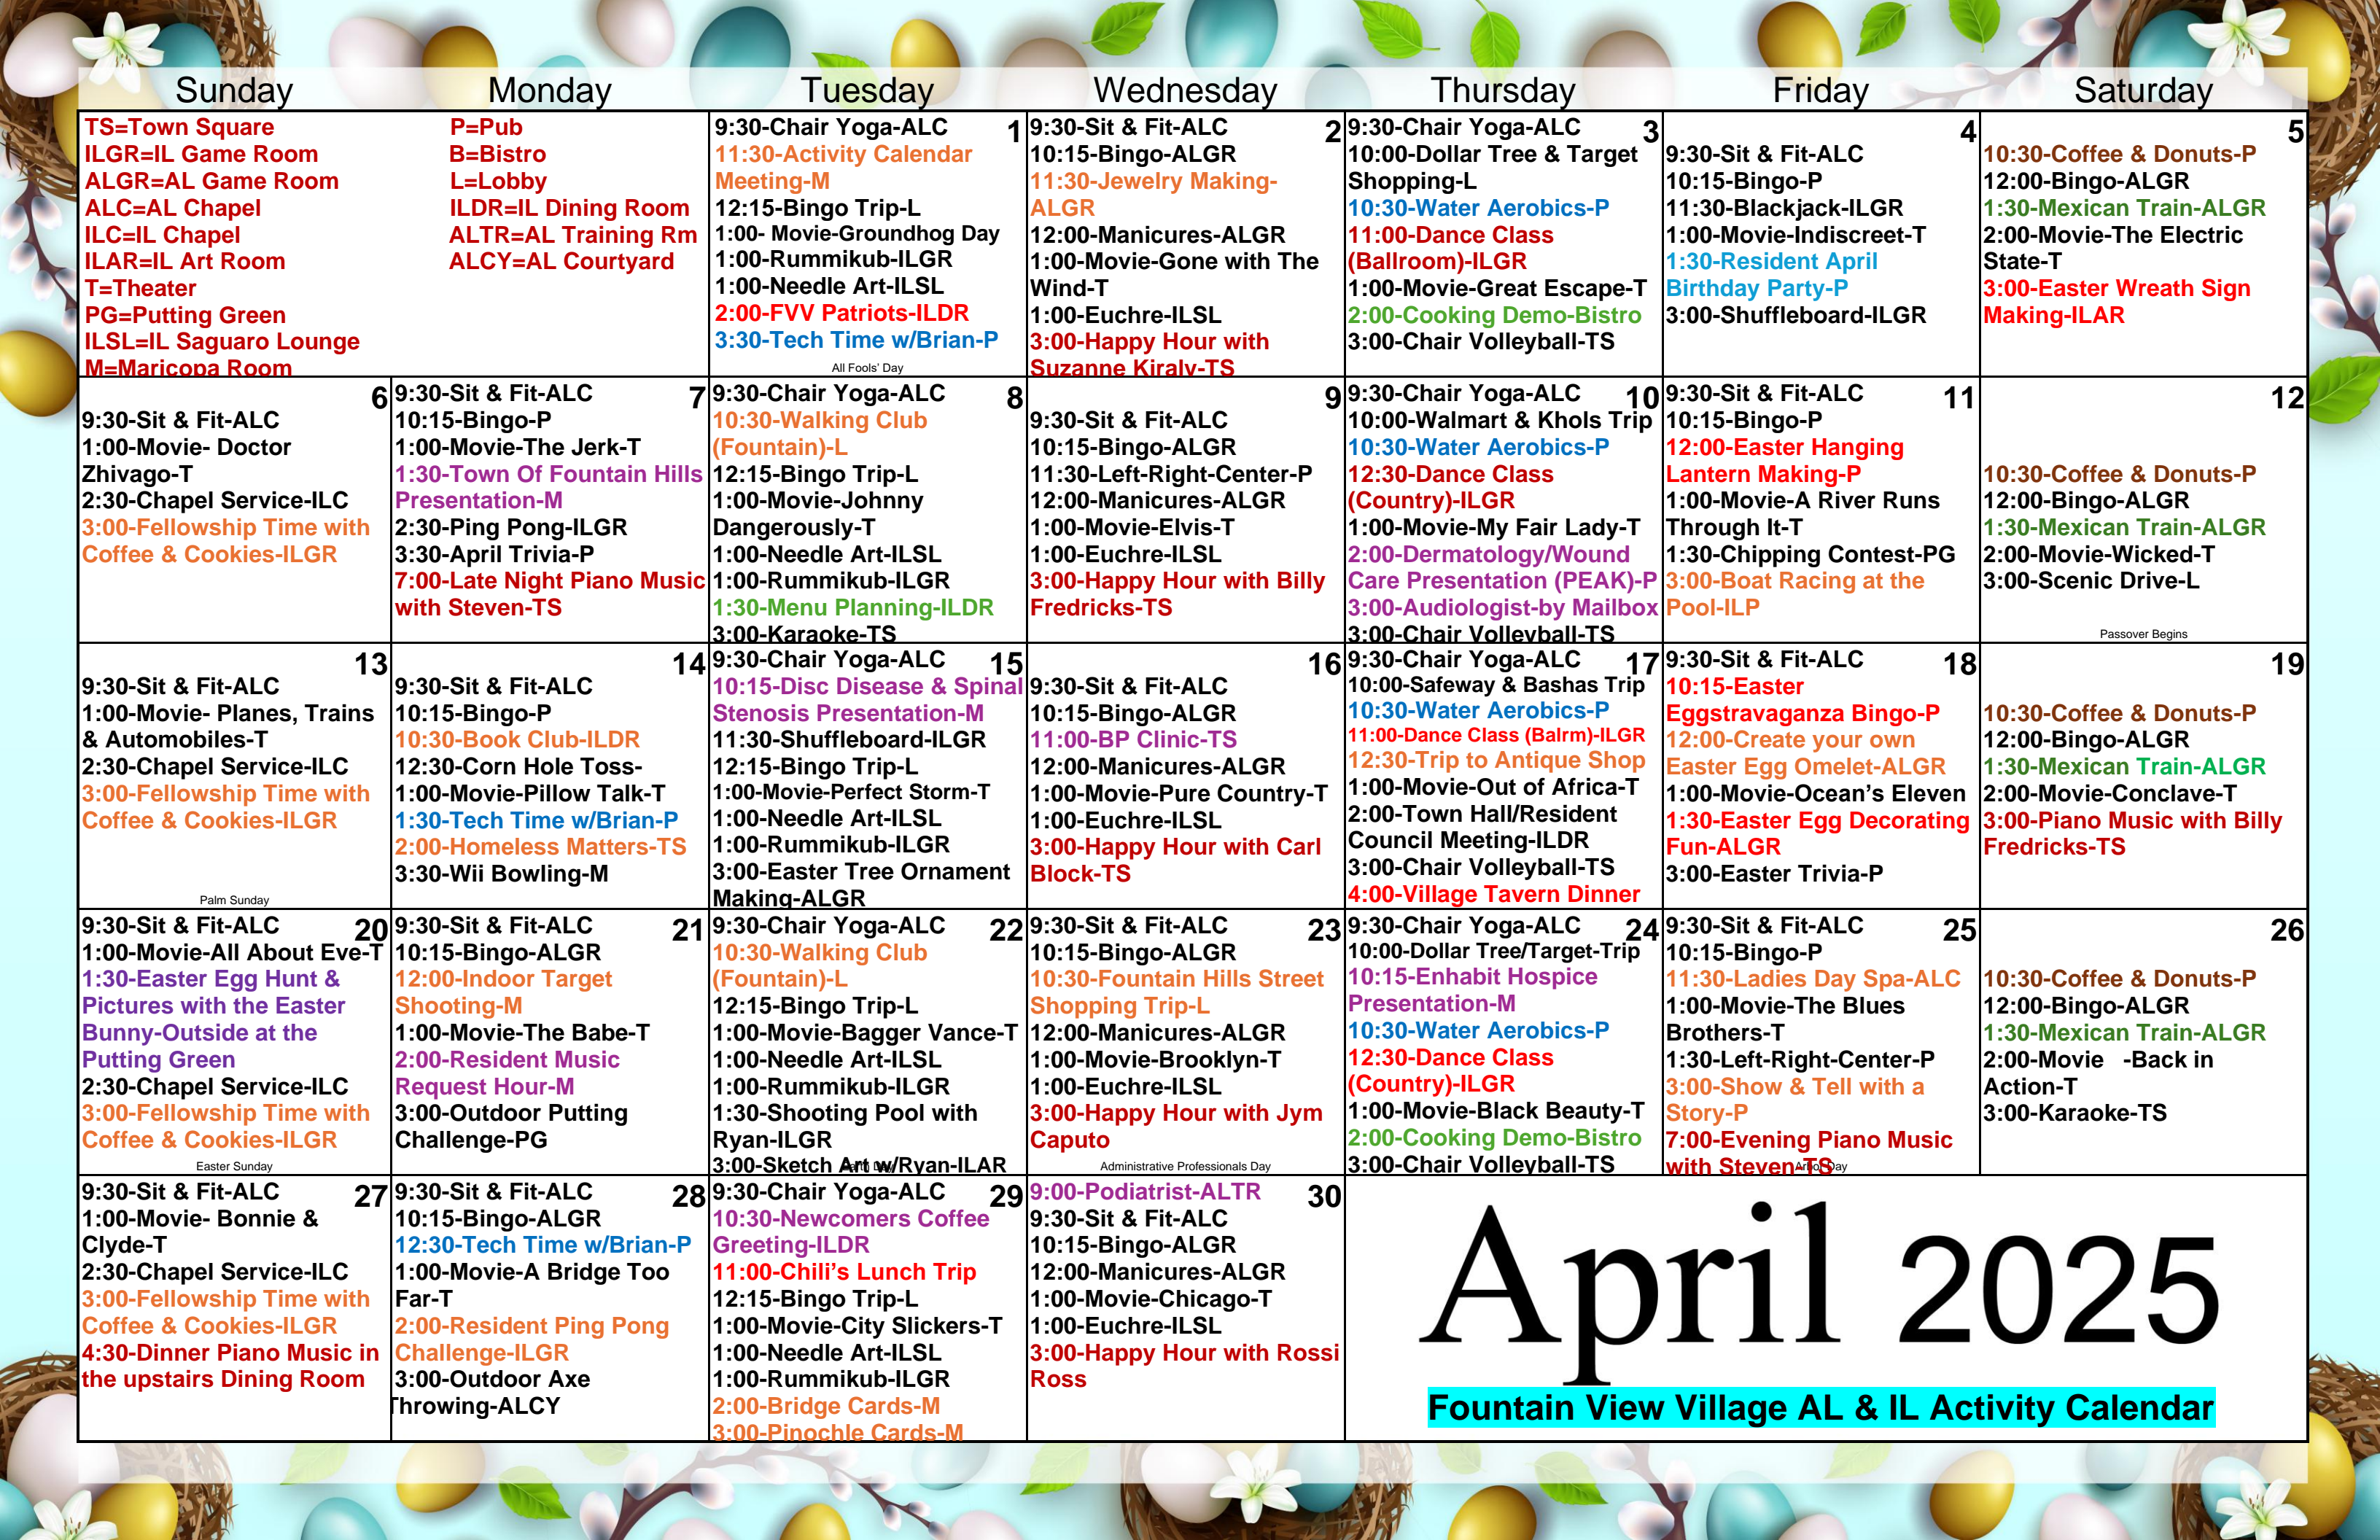 Sunday Monday Tuesday Wednesday Thursday Friday Saturday
TS=Town Square
ILGR=IL Game Room
ALGR=AL Game Room
ALC=AL Chapel
ILC=IL Chapel
ILAR=IL Art Room
T=Theater
PG=Putting Green
ILSL=IL Saguaro Lounge
M=Maricopa Room
P=Pub
B=Bistro
L=Lobby
ILDR=IL Dining Room
ALTR=AL Training Rm
ALCY=AL Courtyard
1
9:30-Chair Yoga-ALC
11:30-Activity Calendar
Meeting-M
12:15-Bingo Trip-L
1:00- Movie-Groundhog Day
1:00-Rummikub-ILGR
1:00-Needle Art-ILSL
2:00-FVV Patriots-ILDR
3:30-Tech Time w/Brian-P
All Fools' Day
2
9:30-Sit & Fit-ALC
10:15-Bingo-ALGR
11:30-Jewelry Making-
ALGR
12:00-Manicures-ALGR
1:00-Movie-Gone with The
Wind-T
1:00-Euchre-ILSL
3:00-Happy Hour with
Suzanne Kiraly-TS
3
9:30-Chair Yoga-ALC
10:00-Dollar Tree & Target
Shopping-L
10:30-Water Aerobics-P
11:00-Dance Class
(Ballroom)-ILGR
1:00-Movie-Great Escape-T
2:00-Cooking Demo-Bistro
3:00-Chair Volleyball-TS
4
9:30-Sit & Fit-ALC
10:15-Bingo-P
11:30-Blackjack-ILGR
1:00-Movie-Indiscreet-T
1:30-Resident April
Birthday Party-P
3:00-Shuffleboard-ILGR
5
10:30-Coffee & Donuts-P
12:00-Bingo-ALGR
1:30-Mexican Train-ALGR
2:00-Movie-The Electric
State-T
3:00-Easter Wreath Sign
Making-ILAR
6
9:30-Sit & Fit-ALC
1:00-Movie- Doctor
Zhivago-T
2:30-Chapel Service-ILC
3:00-Fellowship Time with
Coffee & Cookies-ILGR
7
9:30-Sit & Fit-ALC
10:15-Bingo-P
1:00-Movie-The Jerk-T
1:30-Town Of Fountain Hills
Presentation-M
2:30-Ping Pong-ILGR
3:30-April Trivia-P
7:00-Late Night Piano Music
with Steven-TS
8
9:30-Chair Yoga-ALC
10:30-Walking Club
(Fountain)-L
12:15-Bingo Trip-L
1:00-Movie-Johnny
Dangerously-T
1:00-Needle Art-ILSL
1:00-Rummikub-ILGR
1:30-Menu Planning-ILDR
3:00-Karaoke-TS
9
9:30-Sit & Fit-ALC
10:15-Bingo-ALGR
11:30-Left-Right-Center-P
12:00-Manicures-ALGR
1:00-Movie-Elvis-T
1:00-Euchre-ILSL
3:00-Happy Hour with Billy
Fredricks-TS
10
9:30-Chair Yoga-ALC
10:00-Walmart & Khols Trip
10:30-Water Aerobics-P
12:30-Dance Class
(Country)-ILGR
1:00-Movie-My Fair Lady-T
2:00-Dermatology/Wound
Care Presentation (PEAK)-P
3:00-Audiologist-by Mailbox
3:00-Chair Volleyball-TS
11
9:30-Sit & Fit-ALC
10:15-Bingo-P
12:00-Easter Hanging
Lantern Making-P
1:00-Movie-A River Runs
Through It-T
1:30-Chipping Contest-PG
3:00-Boat Racing at the
Pool-ILP
12
10:30-Coffee & Donuts-P
12:00-Bingo-ALGR
1:30-Mexican Train-ALGR
2:00-Movie-Wicked-T
3:00-Scenic Drive-L
Passover Begins
13
9:30-Sit & Fit-ALC
1:00-Movie- Planes, Trains
& Automobiles-T
2:30-Chapel Service-ILC
3:00-Fellowship Time with
Coffee & Cookies-ILGR
Palm Sunday
14
9:30-Sit & Fit-ALC
10:15-Bingo-P
10:30-Book Club-ILDR
12:30-Corn Hole Toss-
1:00-Movie-Pillow Talk-T
1:30-Tech Time w/Brian-P
2:00-Homeless Matters-TS
3:30-Wii Bowling-M
15
9:30-Chair Yoga-ALC
10:15-Disc Disease & Spinal
Stenosis Presentation-M
11:30-Shuffleboard-ILGR
12:15-Bingo Trip-L
1:00-Movie-Perfect Storm-T
1:00-Needle Art-ILSL
1:00-Rummikub-ILGR
3:00-Easter Tree Ornament
Making-ALGR
16
9:30-Sit & Fit-ALC
10:15-Bingo-ALGR
11:00-BP Clinic-TS
12:00-Manicures-ALGR
1:00-Movie-Pure Country-T
1:00-Euchre-ILSL
3:00-Happy Hour with Carl
Block-TS
17
9:30-Chair Yoga-ALC
10:00-Safeway & Bashas Trip
10:30-Water Aerobics-P
11:00-Dance Class (Balrm)-ILGR
12:30-Trip to Antique Shop
1:00-Movie-Out of Africa-T
2:00-Town Hall/Resident
Council Meeting-ILDR
3:00-Chair Volleyball-TS
4:00-Village Tavern Dinner
18
9:30-Sit & Fit-ALC
10:15-Easter
Eggstravaganza Bingo-P
12:00-Create your own
Easter Egg Omelet-ALGR
1:00-Movie-Ocean's Eleven
1:30-Easter Egg Decorating
Fun-ALGR
3:00-Easter Trivia-P
19
10:30-Coffee & Donuts-P
12:00-Bingo-ALGR
1:30-Mexican Train-ALGR
2:00-Movie-Conclave-T
3:00-Piano Music with Billy
Fredricks-TS
20
9:30-Sit & Fit-ALC
1:00-Movie-All About Eve-T
1:30-Easter Egg Hunt &
Pictures with the Easter
Bunny-Outside at the
Putting Green
2:30-Chapel Service-ILC
3:00-Fellowship Time with
Coffee & Cookies-ILGR
Easter Sunday
21
9:30-Sit & Fit-ALC
10:15-Bingo-ALGR
12:00-Indoor Target
Shooting-M
1:00-Movie-The Babe-T
2:00-Resident Music
Request Hour-M
3:00-Outdoor Putting
Challenge-PG
22
9:30-Chair Yoga-ALC
10:30-Walking Club
(Fountain)-L
12:15-Bingo Trip-L
1:00-Movie-Bagger Vance-T
1:00-Needle Art-ILSL
1:00-Rummikub-ILGR
1:30-Shooting Pool with
Ryan-ILGR
3:00-Sketch Art w/Ryan-ILAR
Earth Day
23
9:30-Sit & Fit-ALC
10:15-Bingo-ALGR
10:30-Fountain Hills Street
Shopping Trip-L
12:00-Manicures-ALGR
1:00-Movie-Brooklyn-T
1:00-Euchre-ILSL
3:00-Happy Hour with Jym
Caputo
Administrative Professionals Day
24
9:30-Chair Yoga-ALC
10:00-Dollar Tree/Target-Trip
10:15-Enhabit Hospice
Presentation-M
10:30-Water Aerobics-P
12:30-Dance Class
(Country)-ILGR
1:00-Movie-Black Beauty-T
2:00-Cooking Demo-Bistro
3:00-Chair Volleyball-TS
25
9:30-Sit & Fit-ALC
10:15-Bingo-P
11:30-Ladies Day Spa-ALC
1:00-Movie-The Blues
Brothers-T
1:30-Left-Right-Center-P
3:00-Show & Tell with a
Story-P
7:00-Evening Piano Music
with Steven-TS
Arbor Day
26
10:30-Coffee & Donuts-P
12:00-Bingo-ALGR
1:30-Mexican Train-ALGR
2:00-Movie -Back in
Action-T
3:00-Karaoke-TS
27
9:30-Sit & Fit-ALC
1:00-Movie- Bonnie &
Clyde-T
2:30-Chapel Service-ILC
3:00-Fellowship Time with
Coffee & Cookies-ILGR
4:30-Dinner Piano Music in
the upstairs Dining Room
28
9:30-Sit & Fit-ALC
10:15-Bingo-ALGR
12:30-Tech Time w/Brian-P
1:00-Movie-A Bridge Too
Far-T
2:00-Resident Ping Pong
Challenge-ILGR
3:00-Outdoor Axe
Throwing-ALCY
29
9:30-Chair Yoga-ALC
10:30-Newcomers Coffee
Greeting-ILDR
11:00-Chili's Lunch Trip
12:15-Bingo Trip-L
1:00-Movie-City Slickers-T
1:00-Needle Art-ILSL
1:00-Rummikub-ILGR
2:00-Bridge Cards-M
3:00-Pinochle Cards-M
30
9:00-Podiatrist-ALTR
9:30-Sit & Fit-ALC
10:15-Bingo-ALGR
12:00-Manicures-ALGR
1:00-Movie-Chicago-T
1:00-Euchre-ILSL
3:00-Happy Hour with Rossi
Ross
April 2025
Fountain View Village AL & IL Activity Calendar